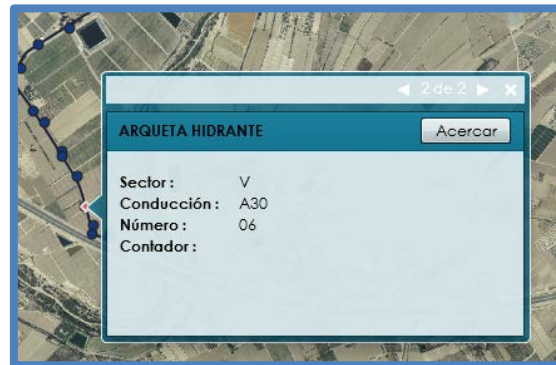 ◄ 2 de 2 ► ✖
ARQUETA HIDRANTE
Acercar
Sector : V
Conducción : A30
Número : 06
Contador :